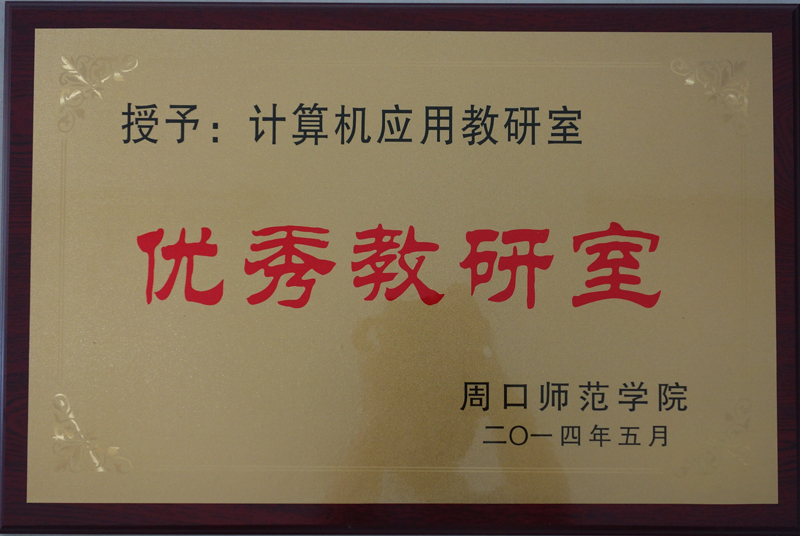 授予：计算机应用教研室
优秀教研室
周口师范学院
二〇一四年五月